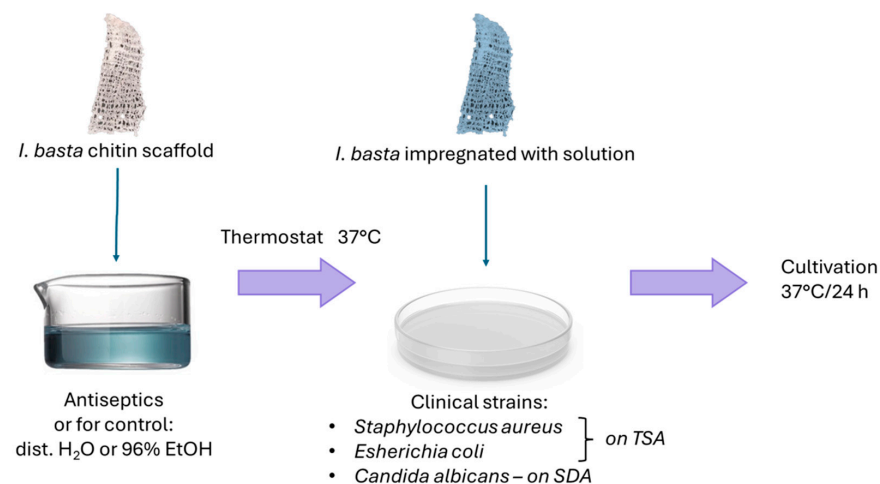 I. basta chitin scaffold
I. basta impregnated with solution
Thermostat 37°C
Cultivation
37°C/24 h
Antiseptics
or for control:
dist. H₂O or 96% EtOH
Clinical strains:
• Staphylococcus aureus
• Esherichia coli
on TSA
• Candida albicans – on SDA